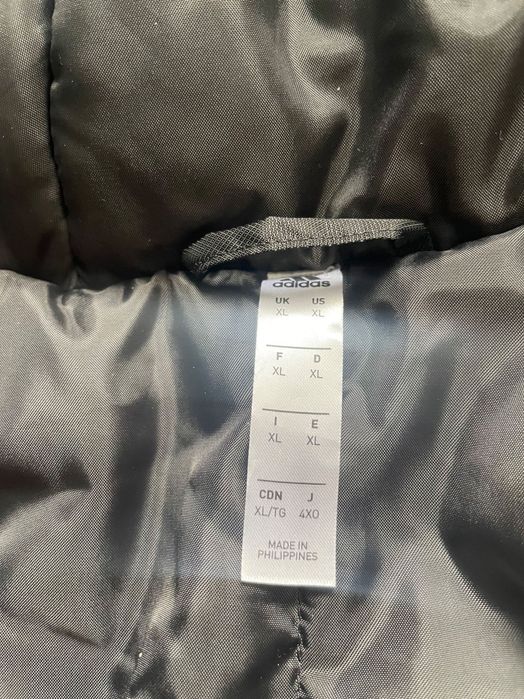 adidas
UK US
XL XL
F D
XL XL
I E
XL XL
CDN J
XL/TG 4XO
MADE IN
PHILIPPINES